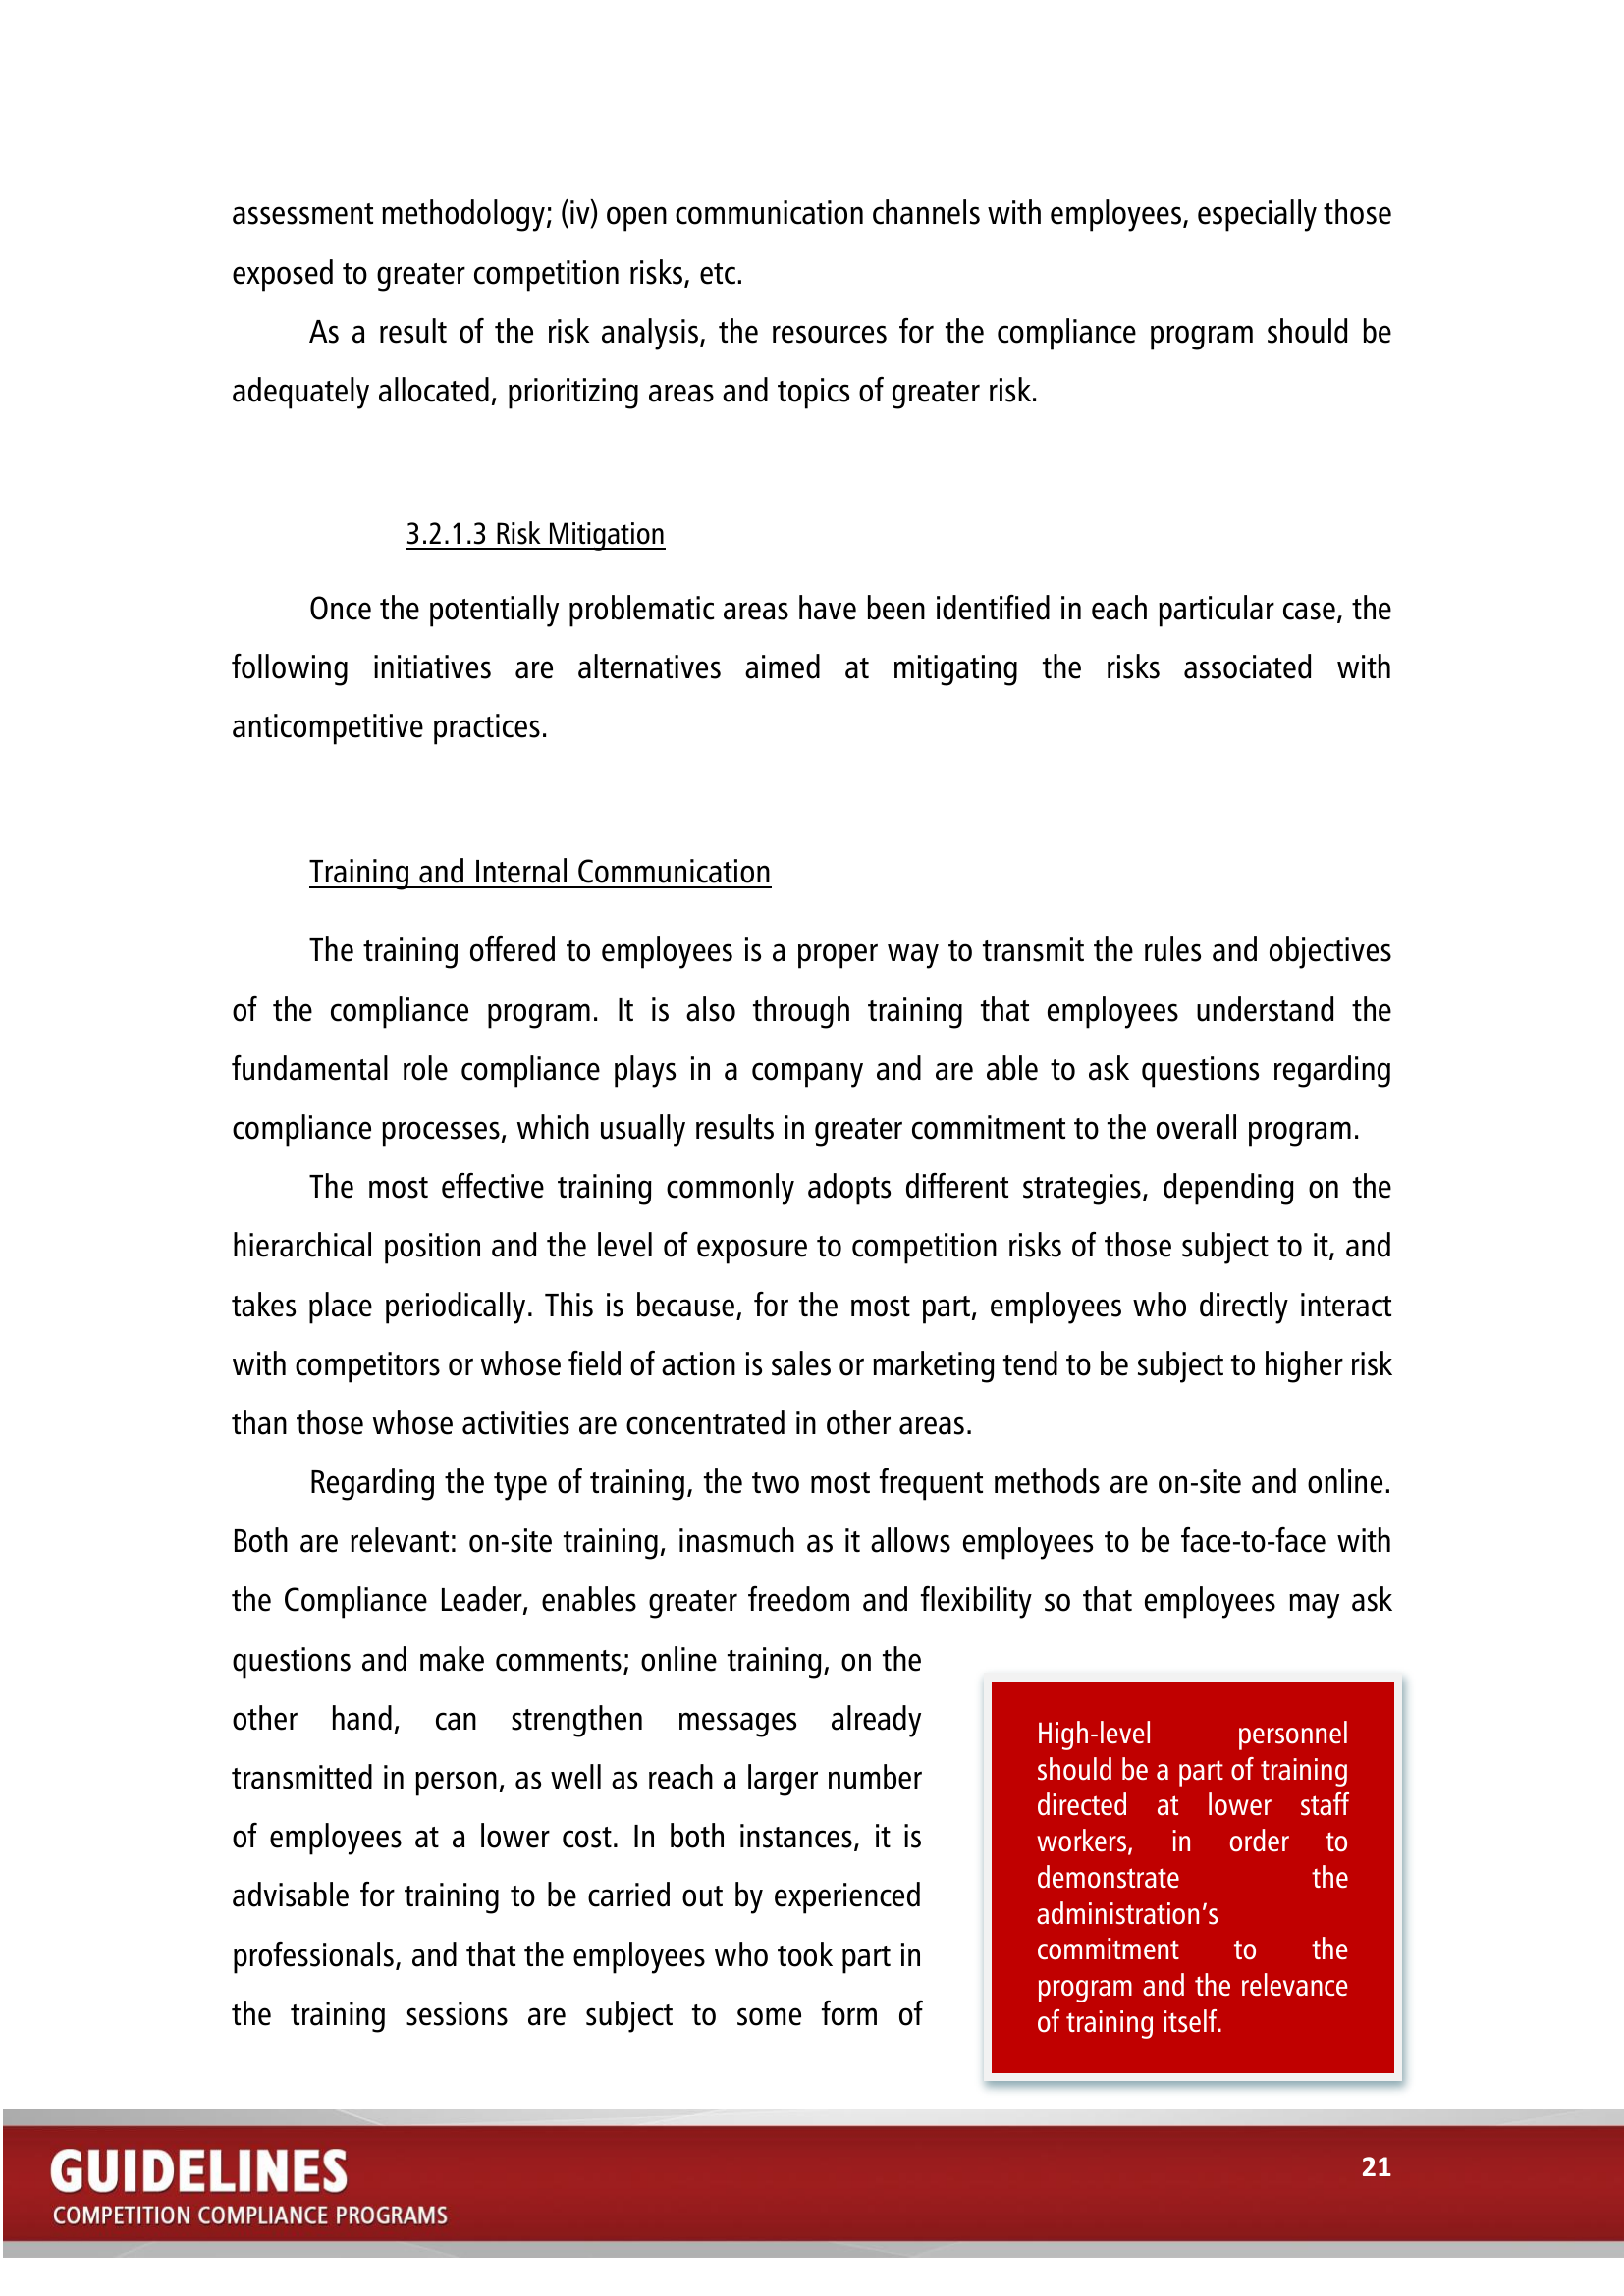 assessment methodology; (iv) open communication channels with employees, especially those
exposed to greater competition risks, etc.
As a result of the risk analysis, the resources for the compliance program should be
adequately allocated, prioritizing areas and topics of greater risk.
3.2.1.3 Risk Mitigation
Once the potentially problematic areas have been identified in each particular case, the
following initiatives are alternatives aimed at mitigating the risks associated with
anticompetitive practices.
Training and Internal Communication
The training offered to employees is a proper way to transmit the rules and objectives
of the compliance program. It is also through training that employees understand the
fundamental role compliance plays in a company and are able to ask questions regarding
compliance processes, which usually results in greater commitment to the overall program.
The most effective training commonly adopts different strategies, depending on the
hierarchical position and the level of exposure to competition risks of those subject to it, and
takes place periodically. This is because, for the most part, employees who directly interact
with competitors or whose field of action is sales or marketing tend to be subject to higher risk
than those whose activities are concentrated in other areas.
Regarding the type of training, the two most frequent methods are on-site and online.
Both are relevant: on-site training, inasmuch as it allows employees to be face-to-face with
the Compliance Leader, enables greater freedom and flexibility so that employees may ask
questions and make comments; online training, on the
other hand, can strengthen messages already
transmitted in person, as well as reach a larger number
of employees at a lower cost. In both instances, it is
advisable for training to be carried out by experienced
professionals, and that the employees who took part in
the training sessions are subject to some form of
High-level personnel
should be a part of training
directed at lower staff
workers, in order to
demonstrate the
administration's
commitment to the
program and the relevance
of training itself.
GUIDELINES
COMPETITION COMPLIANCE PROGRAMS
21